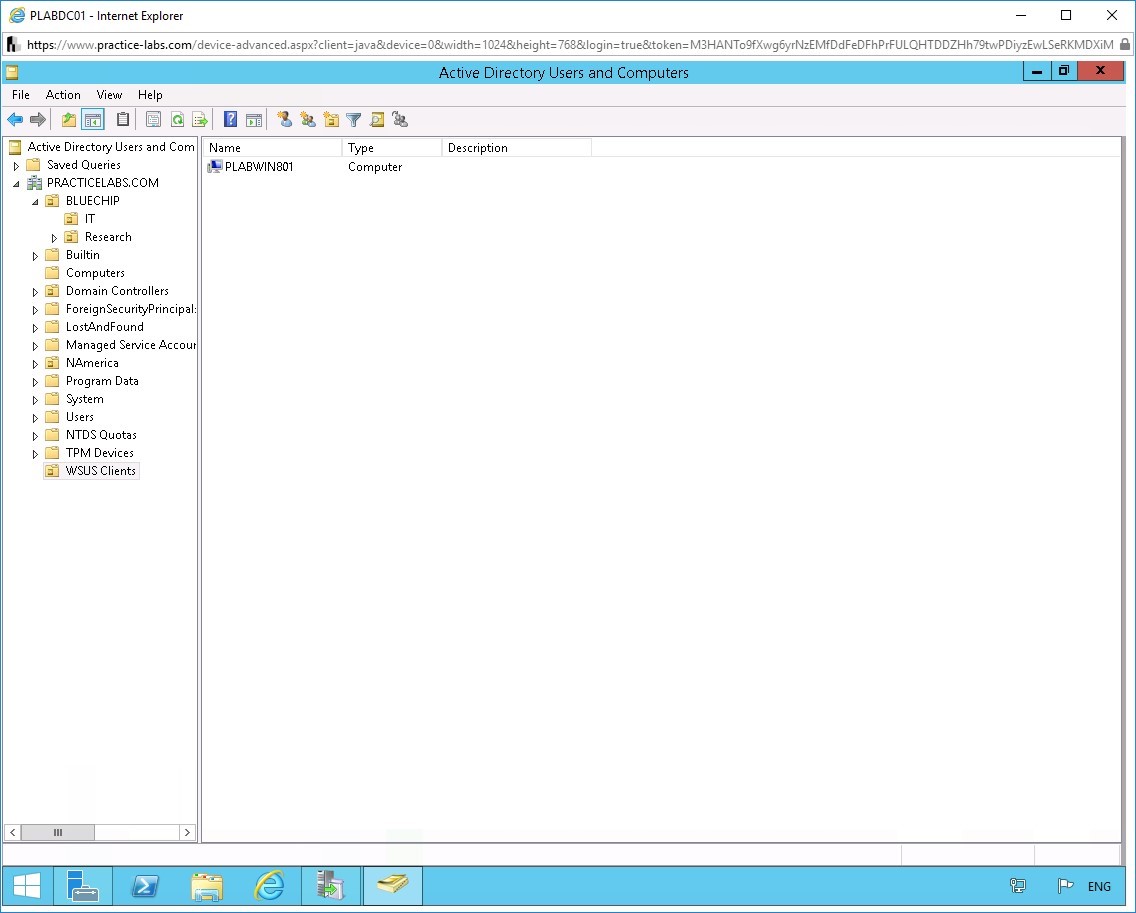 PLABDC01 - Internet Explorer
https://www.practice-labs.com/device-advanced.aspx?client=java&device=0&width=1024&height=768&login=true&token=M3HANTo9fXwg6yrNzEMfDdFeDFhPrFULQHTDDZHh79twPDiyzEwLSeRKMDXiM
Active Directory Users and Computers
File Action View Help
Active Directory Users and Com
Name Type Description
Saved Queries
PLABWIN801 Computer
PRACTICELABS.COM
BLUECHIP
IT
Research
Builtin
Computers
Domain Controllers
ForeignSecurityPrincipal:
LostAndFound
Managed Service Accour
NAmerica
Program Data
System
Users
NTDS Quotas
TPM Devices
WSUS Clients
ENG